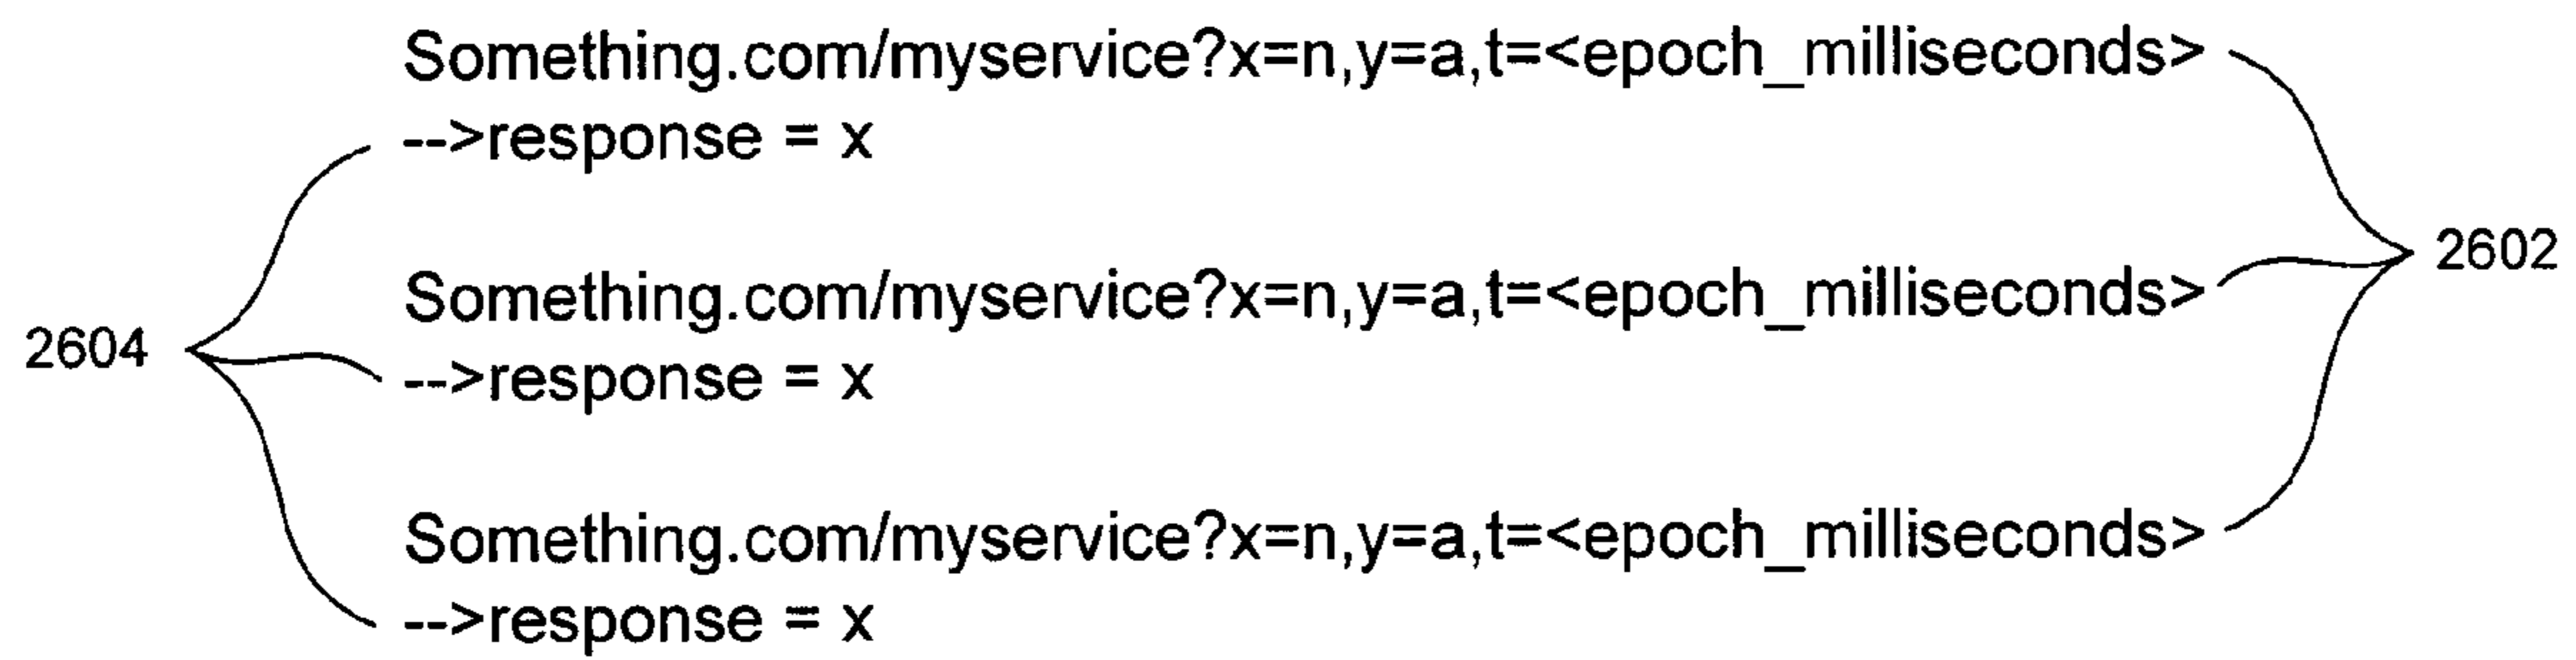 Something.com/myservice?x=n,y=a,t=<epoch_milliseconds>
-->response = x
2602
Something.com/myservice?x=n,y=a,t=<epoch_milliseconds>
2604
-->response = x
Something.com/myservice?x=n,y=a,t=<epoch_milliseconds>
-->response = x